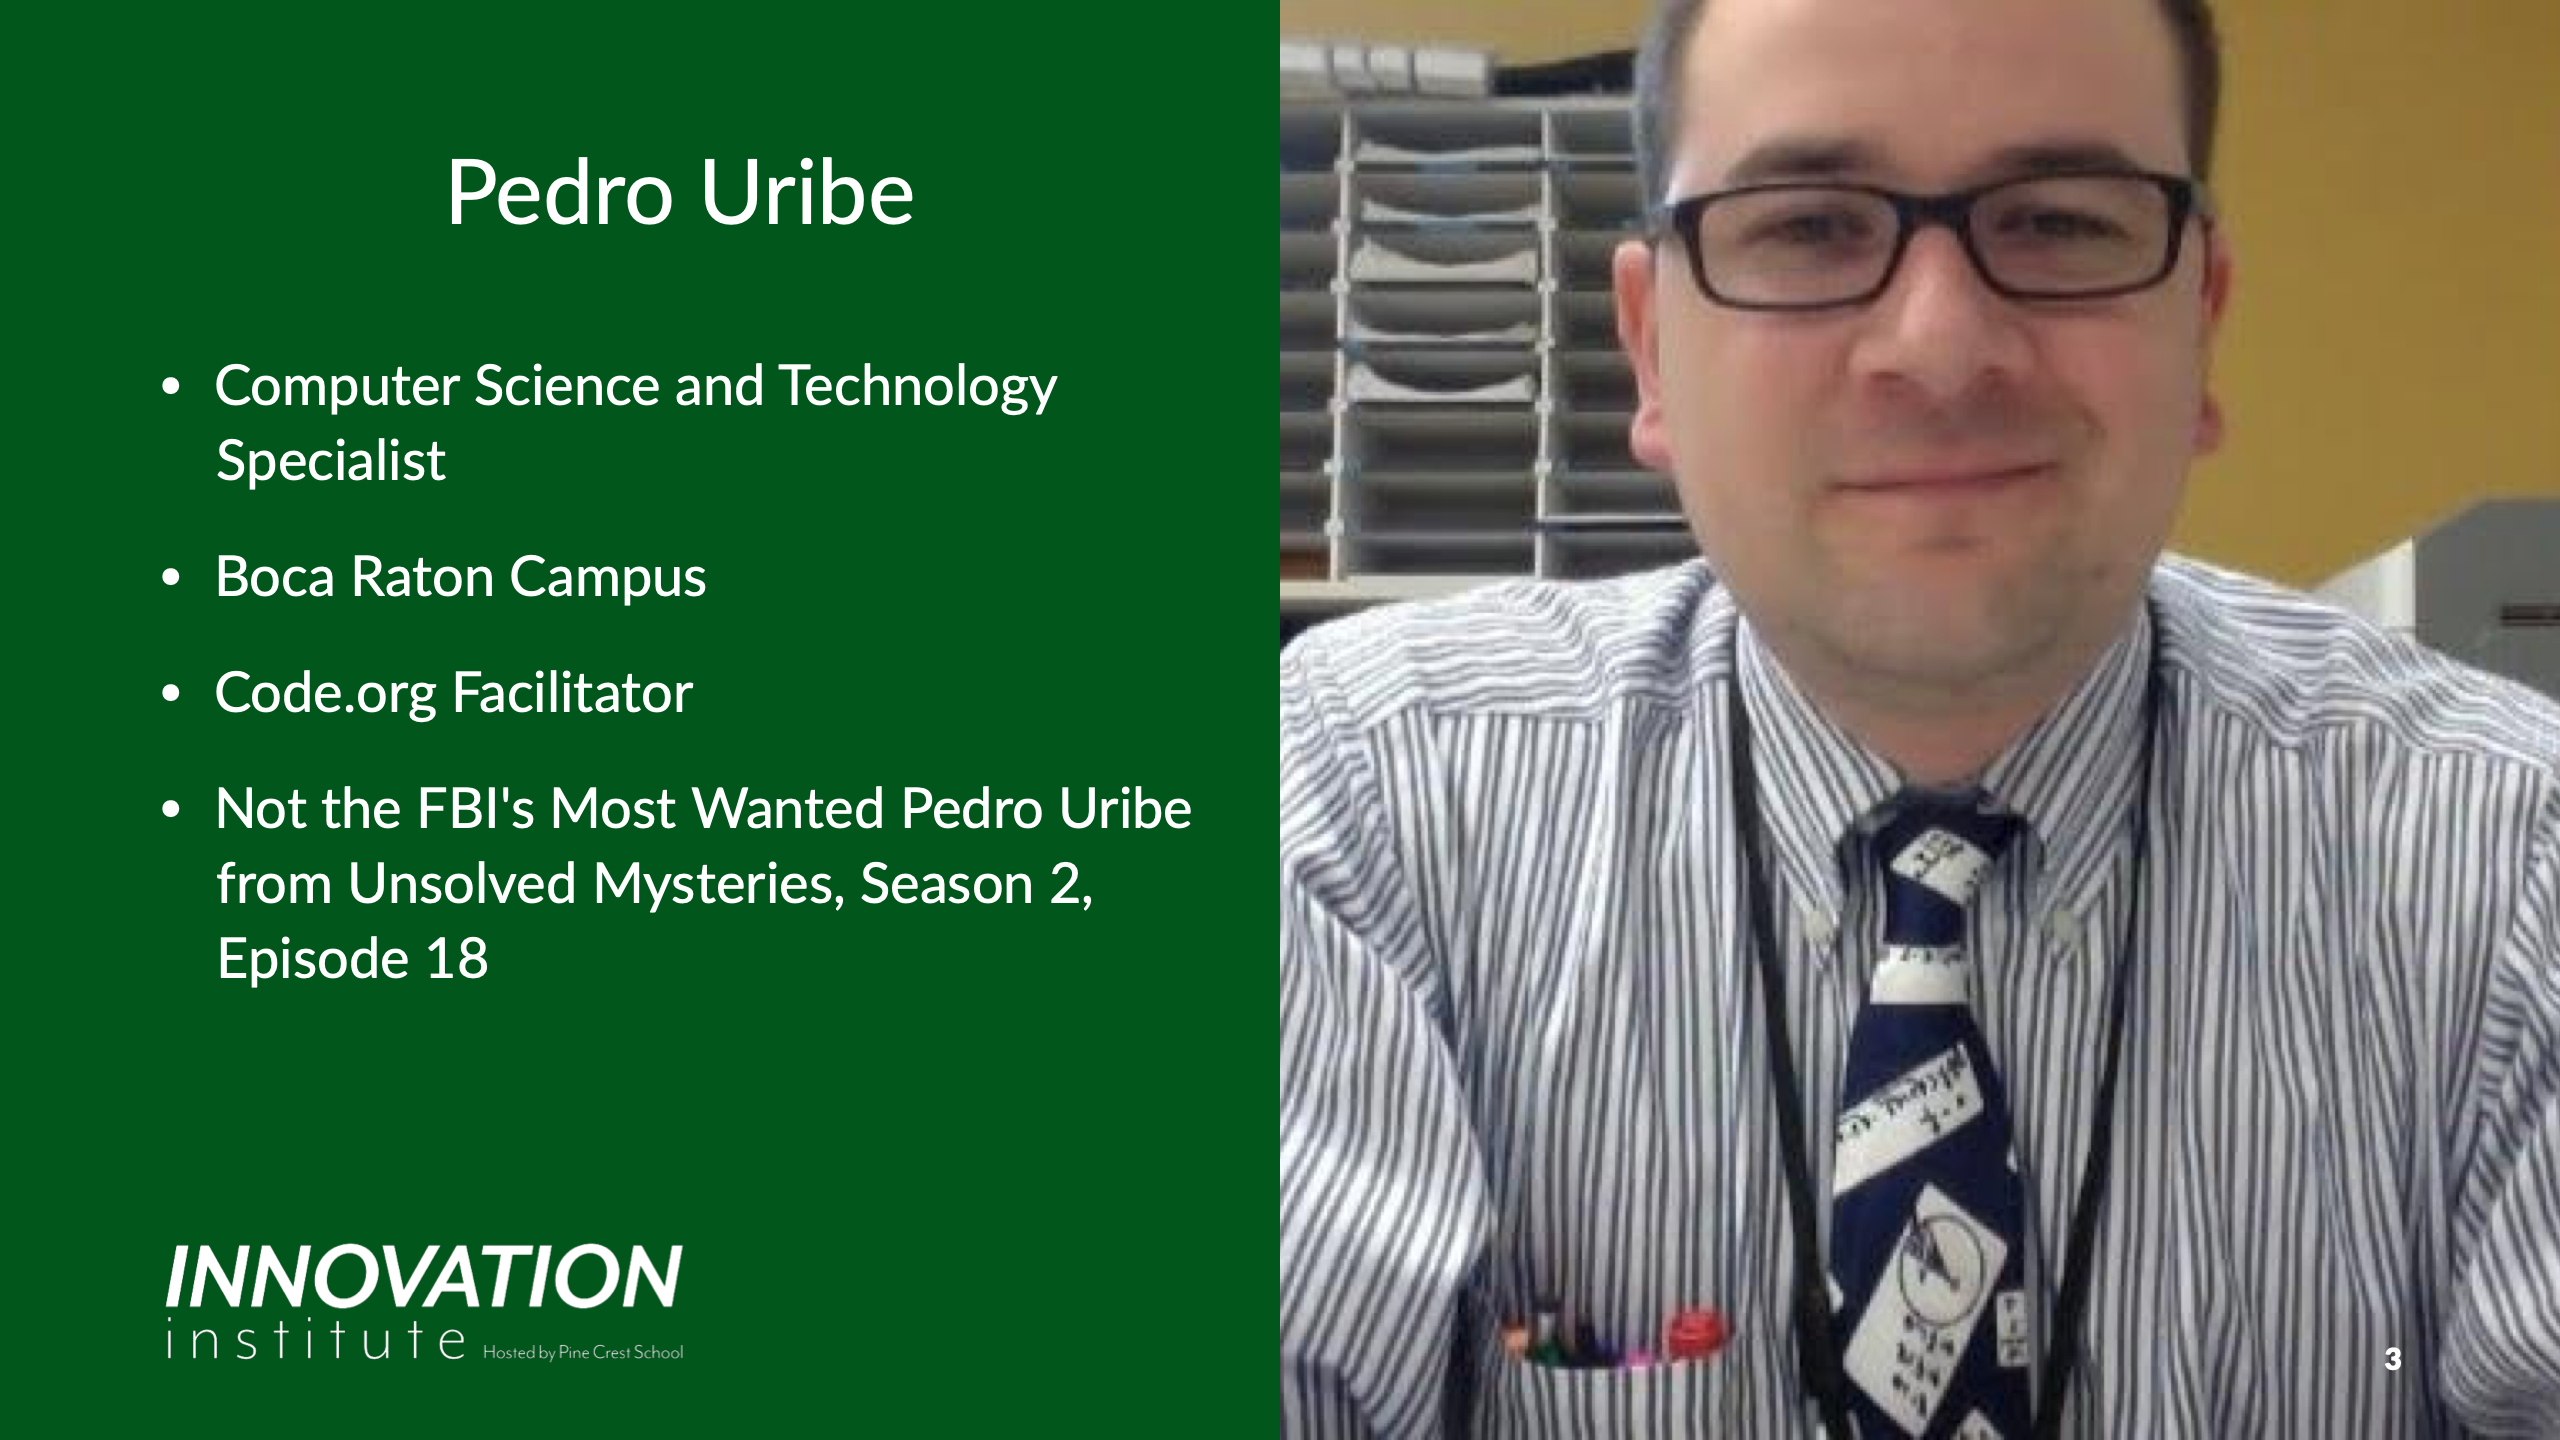 Pedro Uribe
• Computer Science and Technology
Specialist
• Boca Raton Campus
• Code.org Facilitator
• Not the FBI's Most Wanted Pedro Uribe
from Unsolved Mysteries, Season 2,
Episode 18
INNOVATION
institute Hosted by Pine Crest School
3